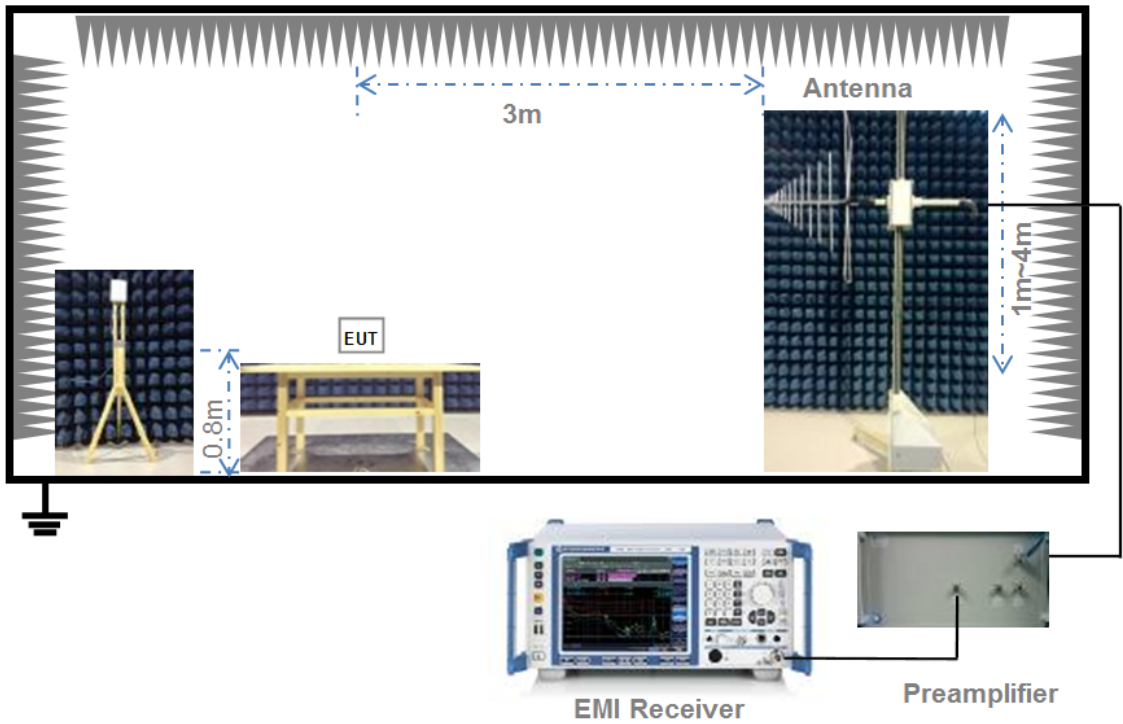 Antenna
3m
1m~4m
EUT
0.8m
EMI Receiver
Preamplifier